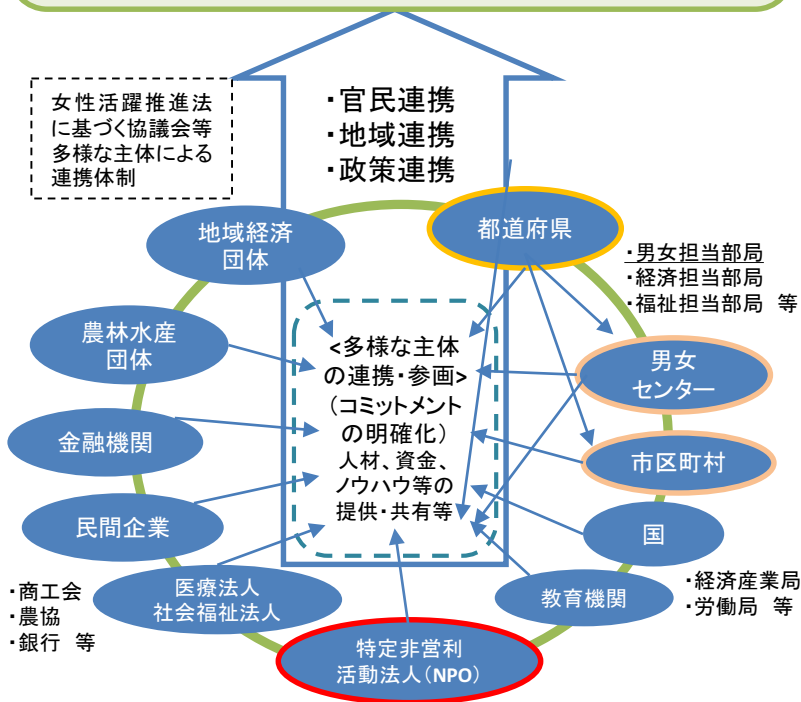 女性活躍推進法
に基づく協議会等
多様な主体による
連携体制
・官民連携
・地域連携
・政策連携
地域経済
団体
都道府県
・男女担当部局
・経済担当部局
・福祉担当部局 等
農林水産
団体
<多様な主体
の連携・参画>
(コミットメント
の明確化)
人材、資金、
ノウハウ等の
提供・共有等
男女
センター
金融機関
市区町村
民間企業
国
・商工会
・農協
・銀行 等
医療法人
社会福祉法人
教育機関
・経済産業局
・労働局 等
特定非営利
活動法人(NPO)